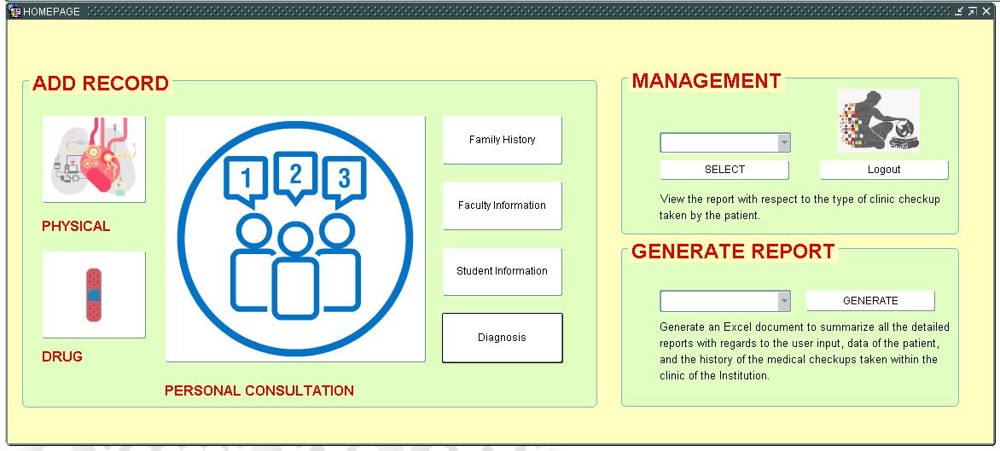 HOMEPAGE
ADD RECORD
PHYSICAL
DRUG
1 2 3
PERSONAL CONSULTATION
Family History
Faculty Information
Student Information
Diagnosis
MANAGEMENT
SELECT
Logout
View the report with respect to the type of clinic checkup
taken by the patient.
GENERATE REPORT
GENERATE
Generate an Excel document to summarize all the detailed
reports with regards to the user input, data of the patient,
and the history of the medical checkups taken within the
clinic of the Institution.